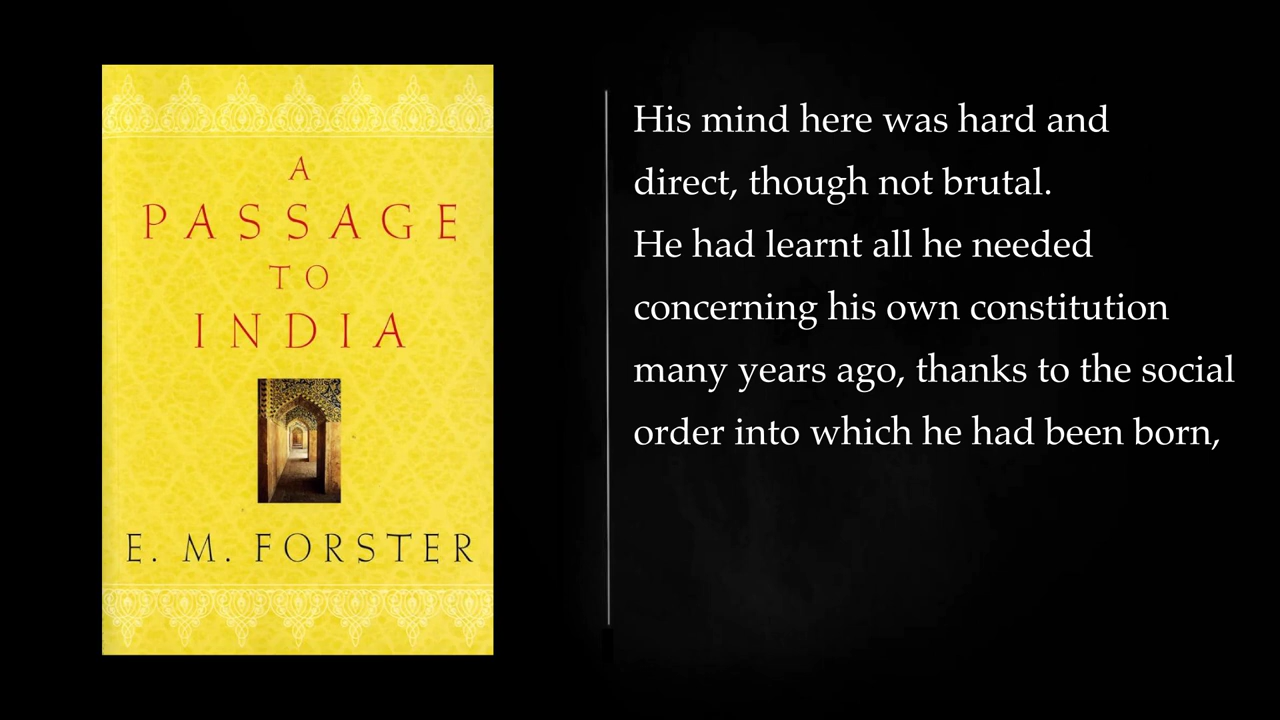 A
PASSAGE
TO
INDIA
E. M. FORSTER
His mind here was hard and
direct, though not brutal.
He had learnt all he needed
concerning his own constitution
many years ago, thanks to the social
order into which he had been born,